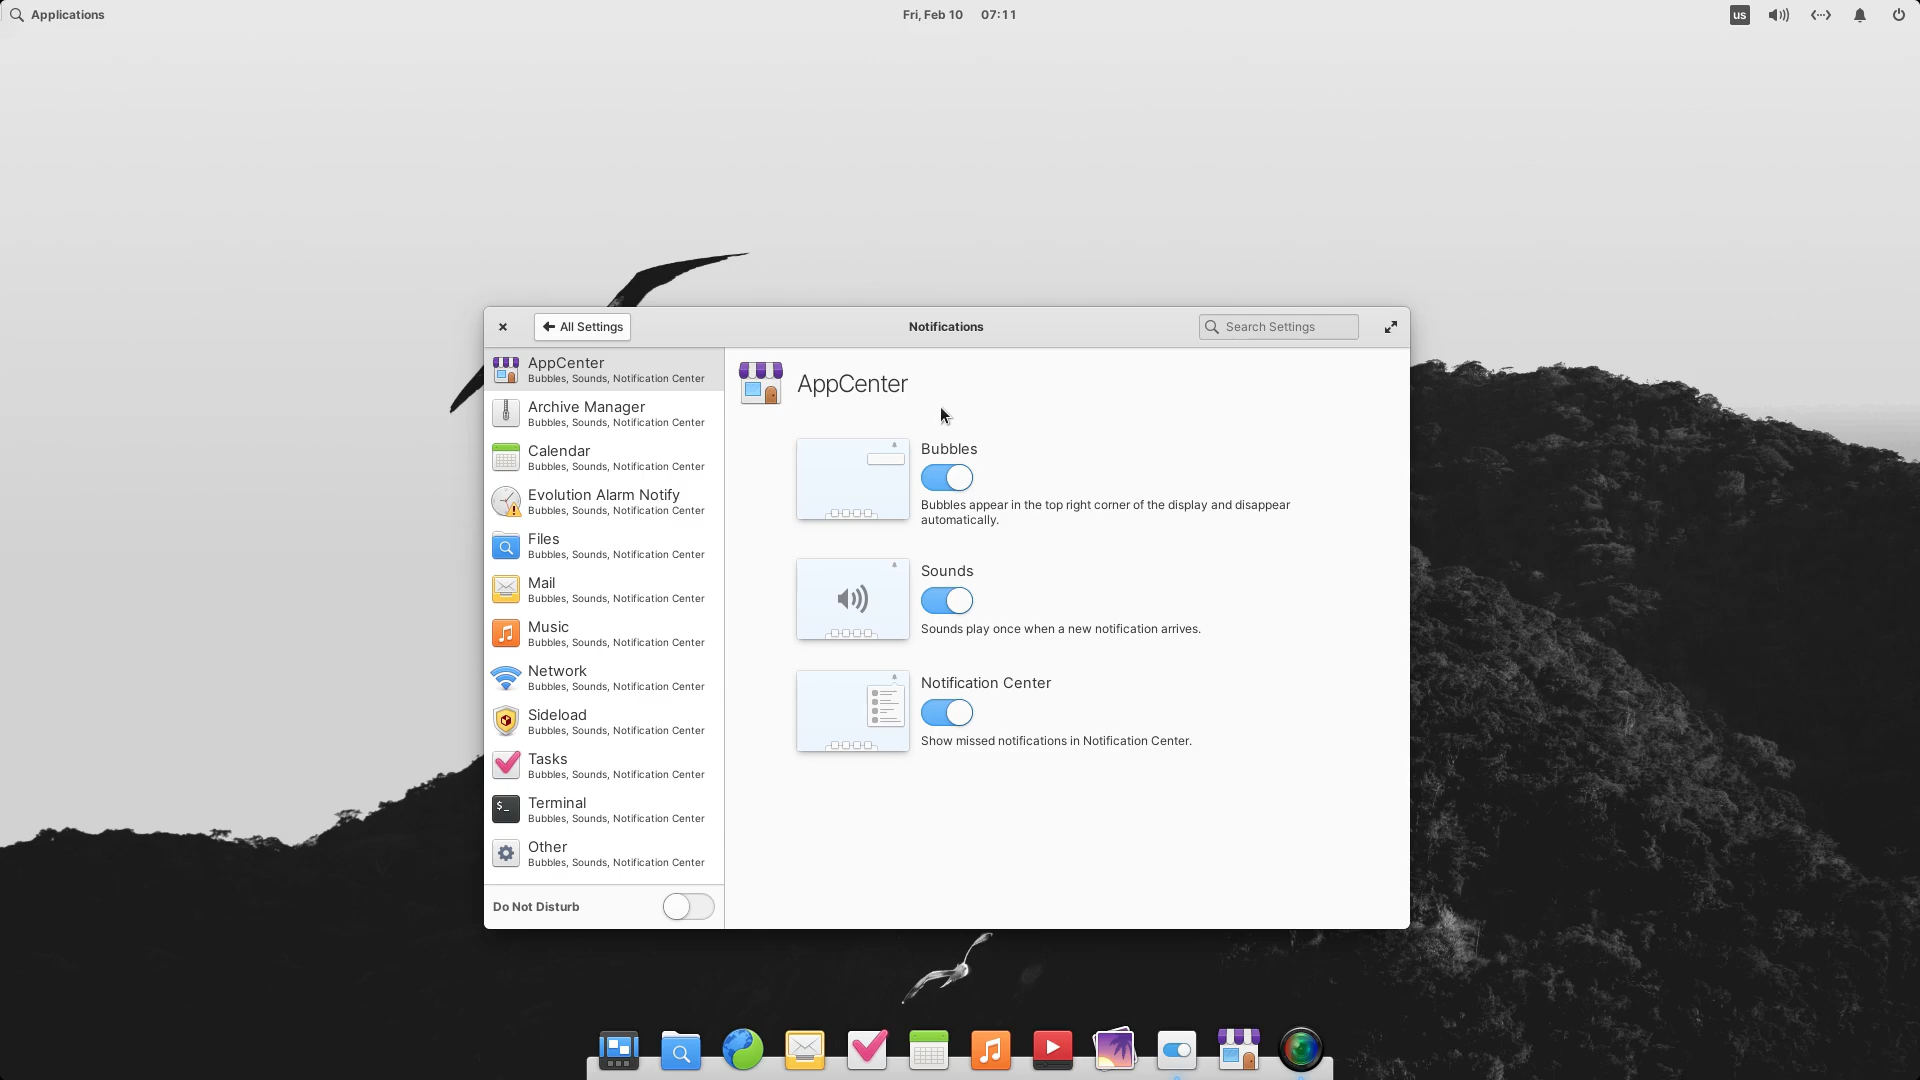 Applications
Fri, Feb 10 07:11
us
All Settings
Notifications
Search Settings
AppCenter
Bubbles, Sounds, Notification Center
Archive Manager
Bubbles, Sounds, Notification Center
Calendar
Bubbles, Sounds, Notification Center
Evolution Alarm Notify
Bubbles, Sounds, Notification Center
Files
Bubbles, Sounds, Notification Center
Mail
Bubbles, Sounds, Notification Center
Music
Bubbles, Sounds, Notification Center
Network
Bubbles, Sounds, Notification Center
Sideload
Bubbles, Sounds, Notification Center
Tasks
Bubbles, Sounds, Notification Center
$_
Terminal
Bubbles, Sounds, Notification Center
Other
Bubbles, Sounds, Notification Center
Do Not Disturb
AppCenter
Bubbles
Bubbles appear in the top right corner of the display and disappear
automatically.
Sounds
Sounds play once when a new notification arrives.
Notification Center
Show missed notifications in Notification Center.